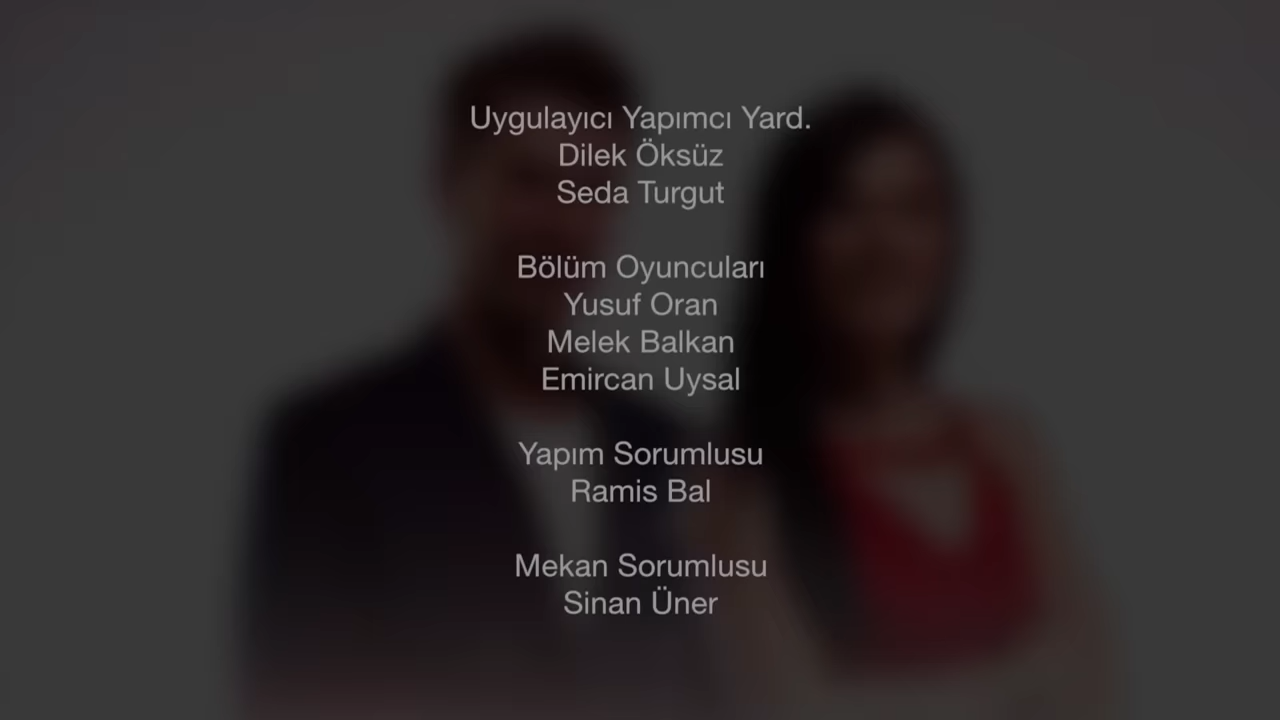 Uygulayıcı Yapımcı Yard.
Dilek Öksüz
Seda Turgut
Bölüm Oyuncuları
Yusuf Oran
Melek Balkan
Emircan Uysal
Yapım Sorumlusu
Ramis Bal
Mekan Sorumlusu
Sinan Üner